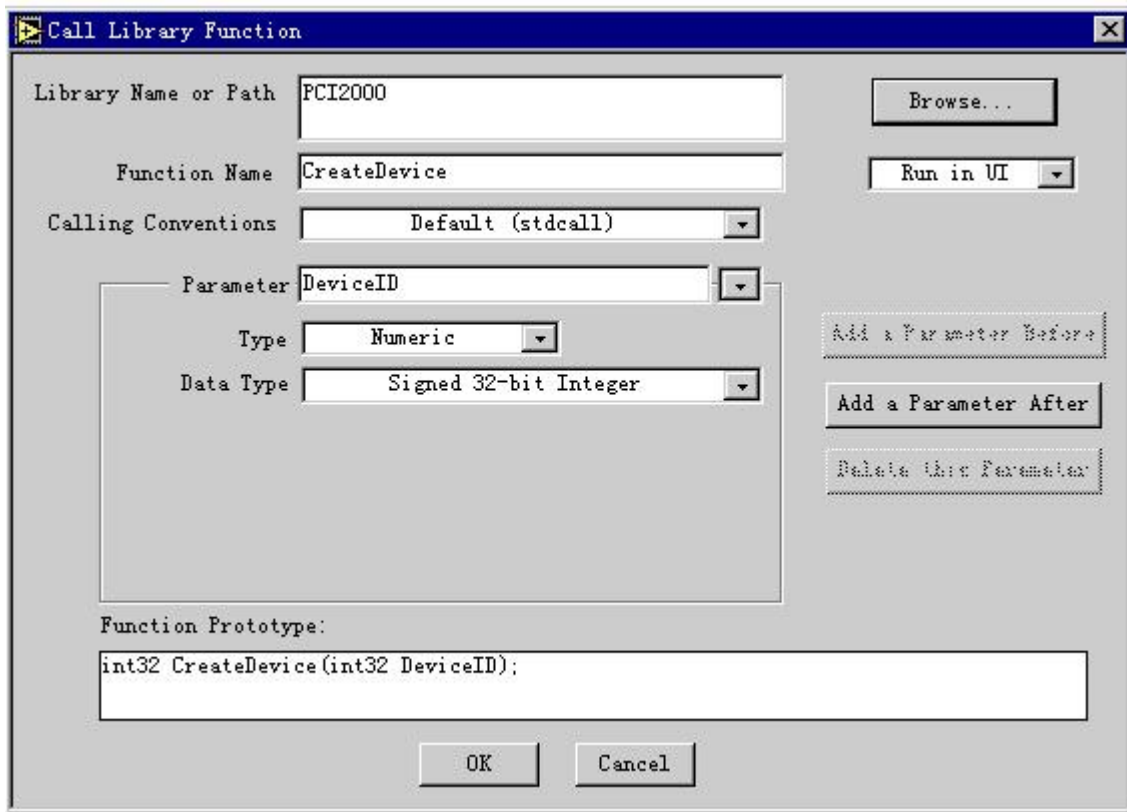 Call Library Function
Library Name or Path PCI2000 Browse...
Function Name CreateDevice Run in UI
Calling Conventions Default (stdcall)
Parameter DeviceID
Type Numeric Add a Parameter Before
Data Type Signed 32-bit Integer Add a Parameter After
Delete this Parameter
Function Prototype:
int32 CreateDevice(int32 DeviceID);
OK Cancel